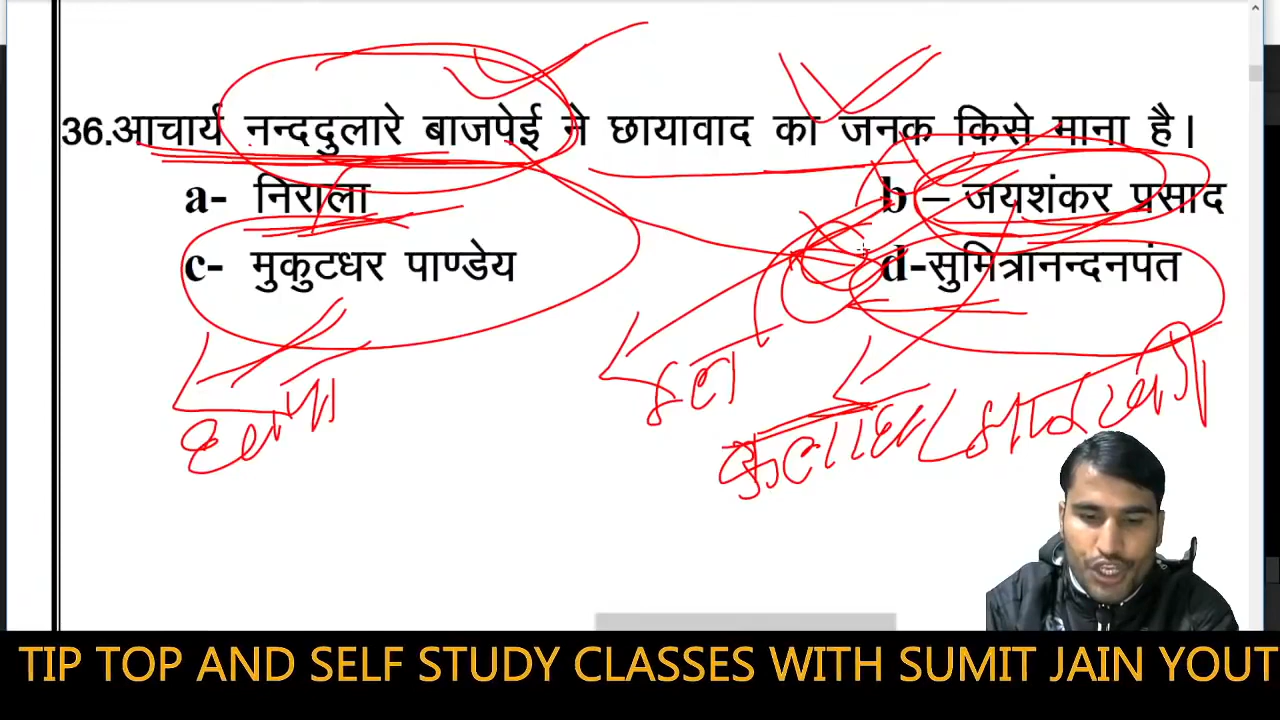 36.आचार्य नन्ददुलारे बाजपेई ने छायावाद का जनक किसे माना है।
a- निराला
b – जयशंकर प्रसाद
c- मुकुटधर पाण्डेय
d-सुमित्रानन्दनपंत
TIP TOP AND SELF STUDY CLASSES WITH SUMIT JAIN YOUT